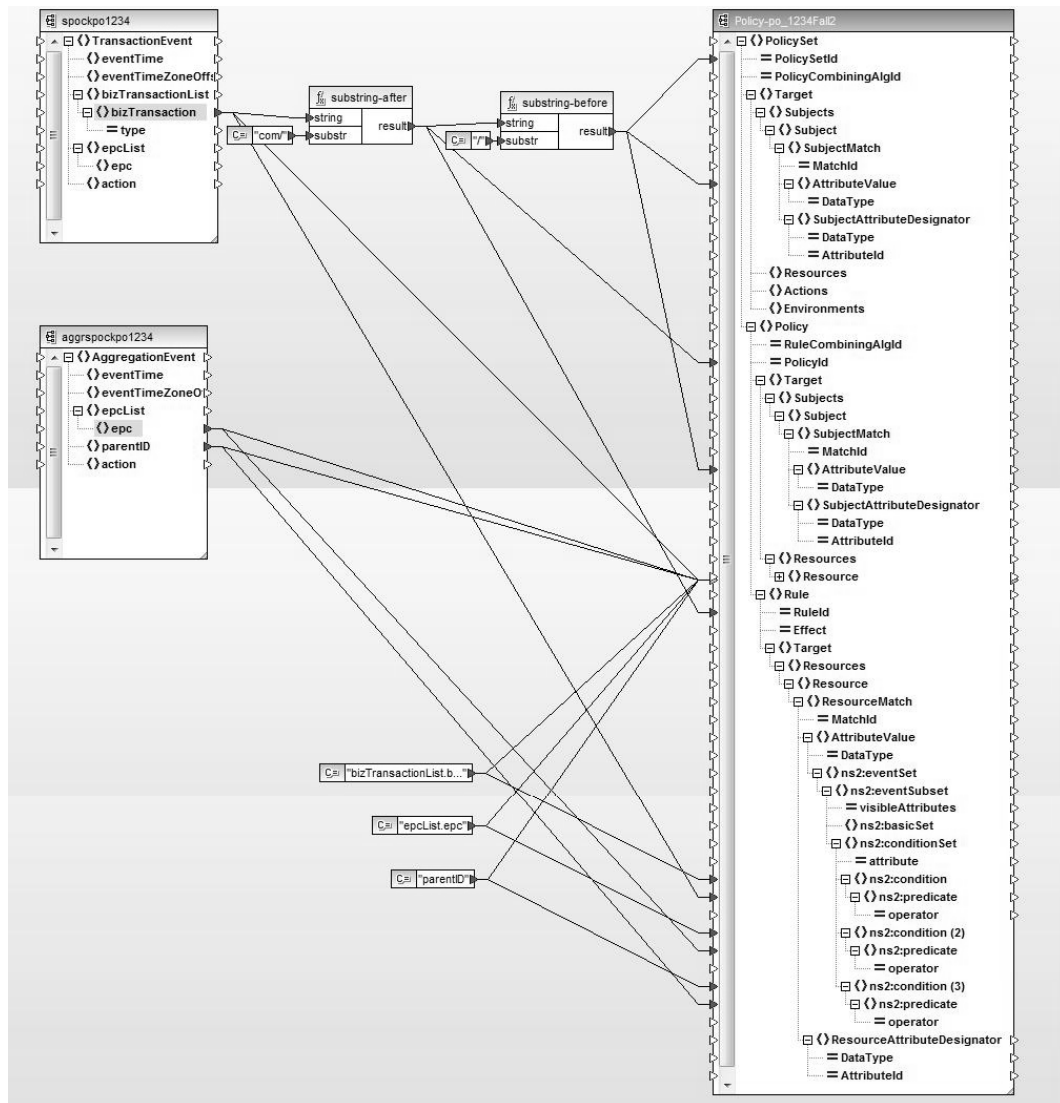 spockpo1234
TransactionEvent
eventTime
eventTimeZoneOffs
bizTransactionList
bizTransaction
type
epcList
epc
action
substring-after
string
substr
result
"com/"
substring-before
string
substr
result
"/"
aggrspockpo1234
AggregationEvent
eventTime
eventTimeZoneO
epcList
epc
parentID
action
"bizTransactionList.b..."
"epcList.epc"
"parentID"
Policy-po_1234Fall2
PolicySet
PolicySetId
PolicyCombiningAlgId
Target
Subjects
Subject
SubjectMatch
MatchId
AttributeValue
DataType
SubjectAttributeDesignator
DataType
AttributeId
Resources
Actions
Environments
Policy
RuleCombiningAlgId
PolicyId
Target
Subjects
Subject
SubjectMatch
MatchId
AttributeValue
DataType
SubjectAttributeDesignator
DataType
AttributeId
Resources
Resource
Rule
RuleId
Effect
Target
Resources
Resource
ResourceMatch
MatchId
AttributeValue
DataType
ns2:eventSet
ns2:eventSubset
visibleAttributes
ns2:basicSet
ns2:conditionSet
attribute
ns2:condition
ns2:predicate
operator
ns2:condition (2)
ns2:predicate
operator
ns2:condition (3)
ns2:predicate
operator
ResourceAttributeDesignator
DataType
AttributeId